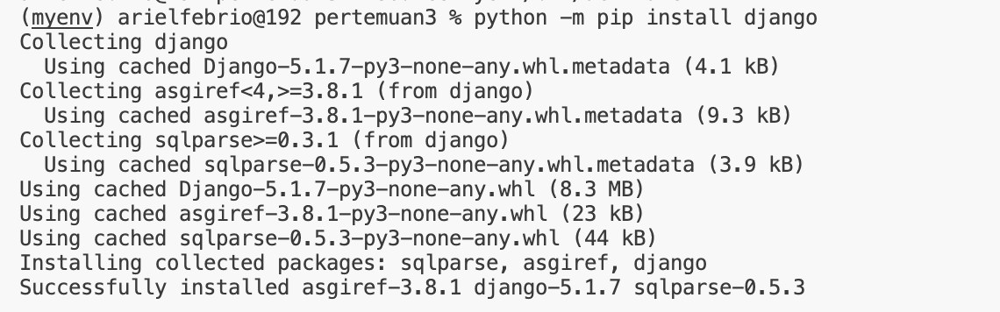 (myenv) arielfebrio@192 pertemuan3 % python -m pip install django
Collecting django
  Using cached Django-5.1.7-py3-none-any.whl.metadata (4.1 kB)
Collecting asgiref<4,>=3.8.1 (from django)
  Using cached asgiref-3.8.1-py3-none-any.whl.metadata (9.3 kB)
Collecting sqlparse>=0.3.1 (from django)
  Using cached sqlparse-0.5.3-py3-none-any.whl.metadata (3.9 kB)
Using cached Django-5.1.7-py3-none-any.whl (8.3 MB)
Using cached asgiref-3.8.1-py3-none-any.whl (23 kB)
Using cached sqlparse-0.5.3-py3-none-any.whl (44 kB)
Installing collected packages: sqlparse, asgiref, django
Successfully installed asgiref-3.8.1 django-5.1.7 sqlparse-0.5.3